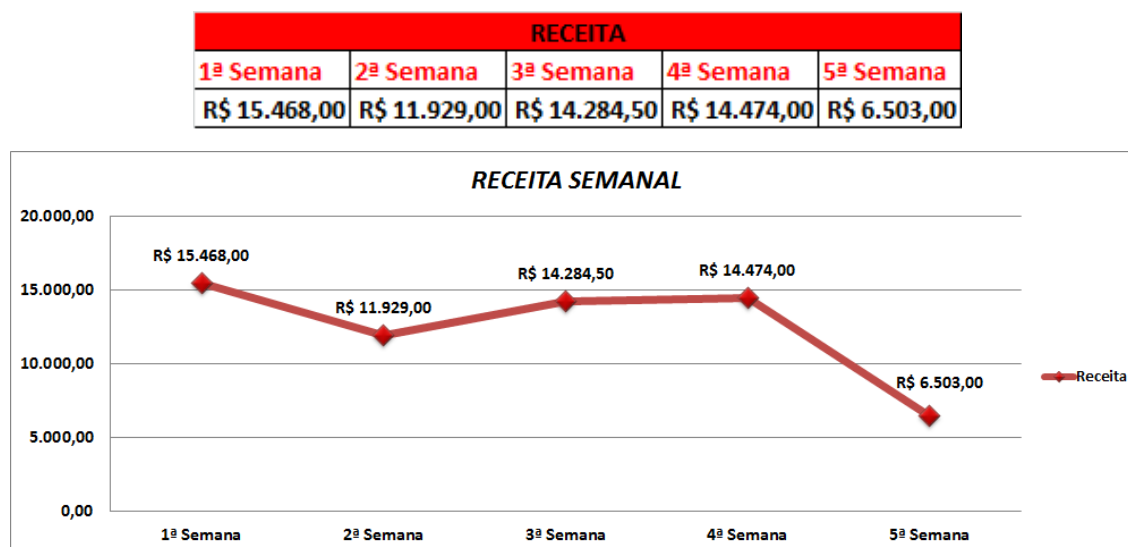 RECEITA
1ª Semana 2ª Semana 3ª Semana 4ª Semana 5ª Semana
R$ 15.468,00 R$ 11.929,00 R$ 14.284,50 R$ 14.474,00 R$ 6.503,00
RECEITA SEMANAL
20.000,00
R$ 15.468,00
R$ 14.284,50
R$ 14.474,00
15.000,00
R$ 11.929,00
10.000,00
R$ 6.503,00
Receita
5.000,00
0,00
1ª Semana 2ª Semana 3ª Semana 4ª Semana 5ª Semana